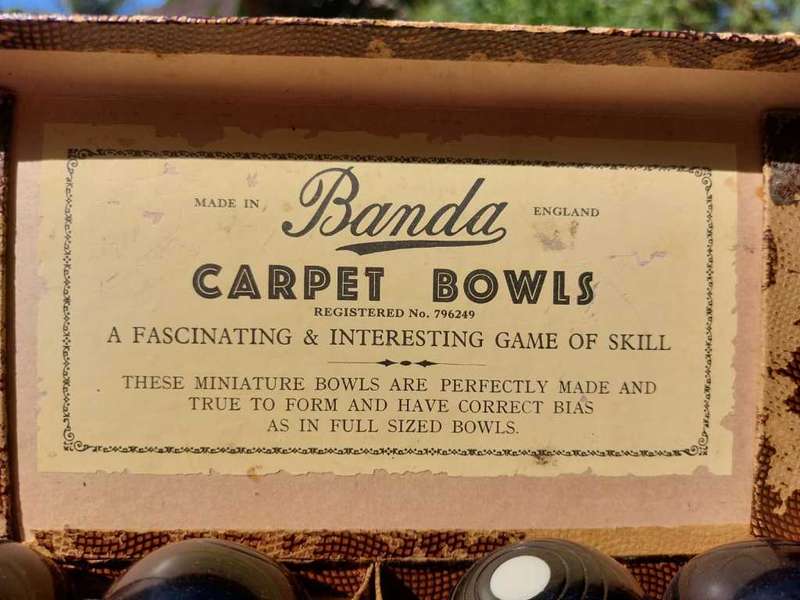 MADE IN Banda ENGLAND
CARPET BOWLS
REGISTERED No. 796249
A FASCINATING & INTERESTING GAME OF SKILL
THESE MINIATURE BOWLS ARE PERFECTLY MADE AND
TRUE TO FORM AND HAVE CORRECT BIAS
AS IN FULL SIZED BOWLS.